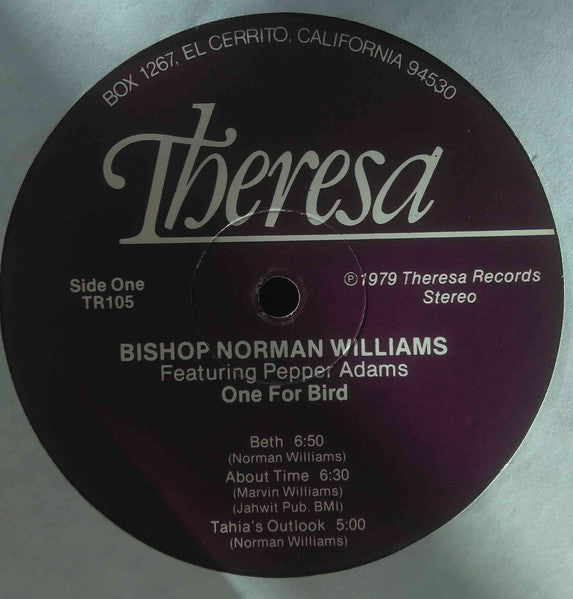 BOX 1267, EL CERRITO, CALIFORNIA 94530
Theresa
Side One
TR105
℗1979 Theresa Records
Stereo
BISHOP NORMAN WILLIAMS
Featuring Pepper Adams
One For Bird
Beth 6:50
(Norman Williams)
About Time 6:30
(Marvin Williams)
(Jahwit Pub. BMI)
Tahia's Outlook 5:00
(Norman Williams)